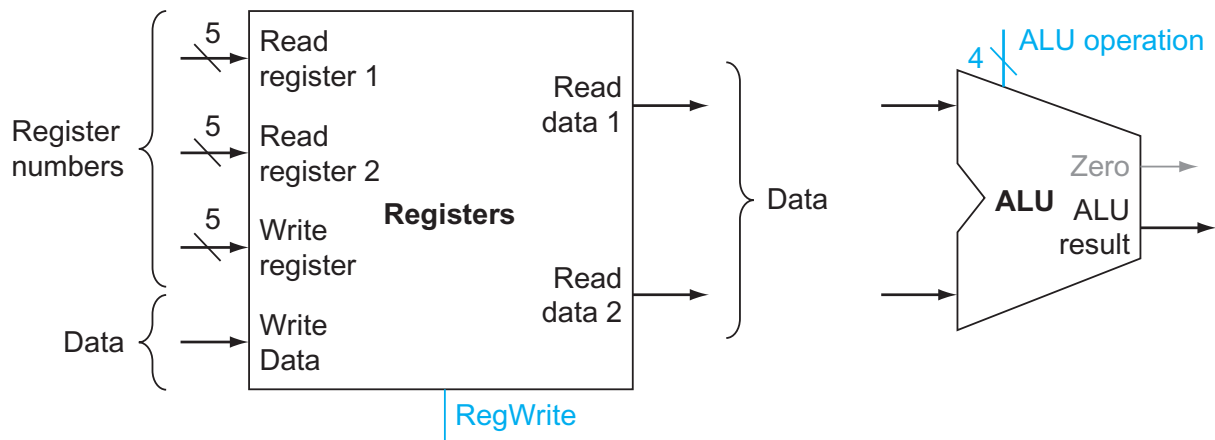 Register
numbers
Data
5
Read
register 1
5
Read
register 2
5
Write
register
Write
Data
Registers
Read
data 1
Read
data 2
RegWrite
Data
4
ALU operation
Zero
ALU
ALU
result